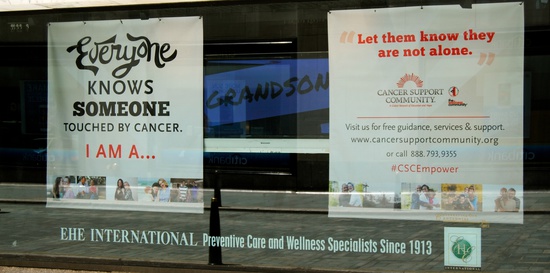 Everyone
KNOWS
SOMEONE
TOUCHED BY CANCER.
I AM A...
GRANDSON
"Let them know they
are not alone."
CANCER SUPPORT
COMMUNITY
Visit us for free guidance, services & support.
www.cancersupportcommunity.org
or call 888.793.9355
#CSCEmpower
citibank
EHE INTERNATIONAL Preventive Care and Wellness Specialists Since 1913